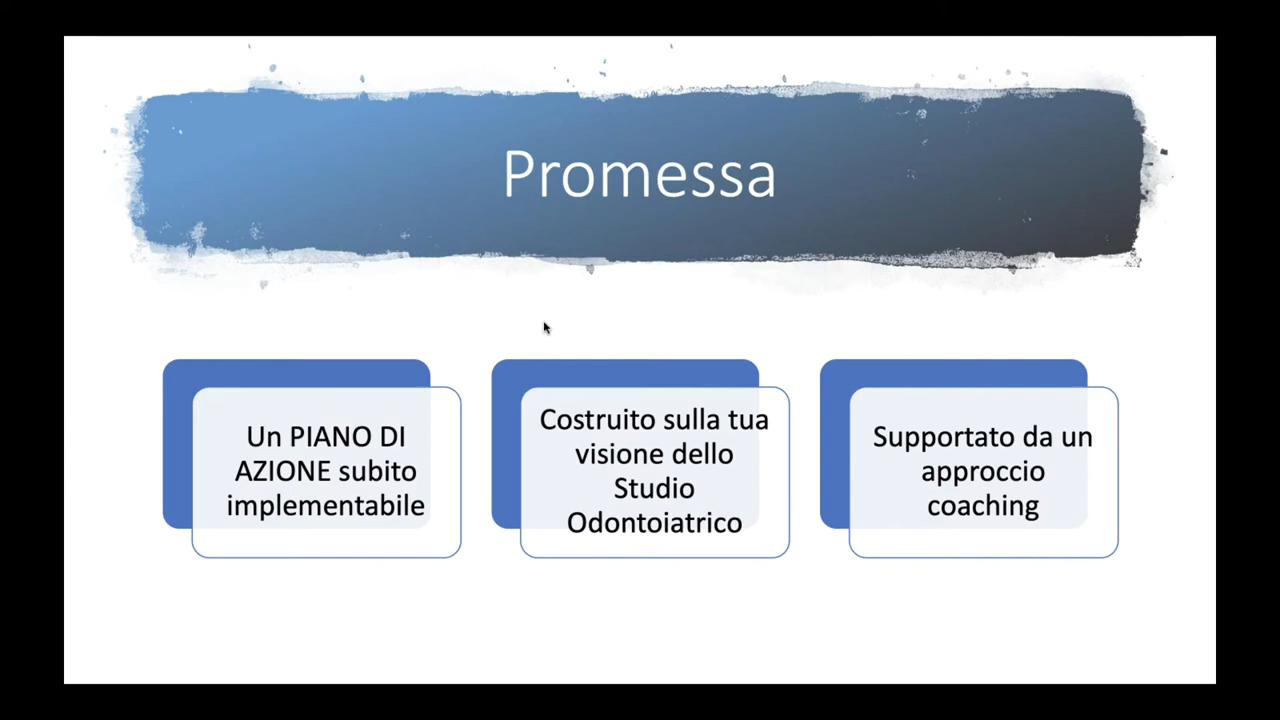 Promessa
Un PIANO DI
AZIONE subito
implementabile
Costruito sulla tua
visione dello
Studio
Odontoiatrico
Supportato da un
approccio
coaching